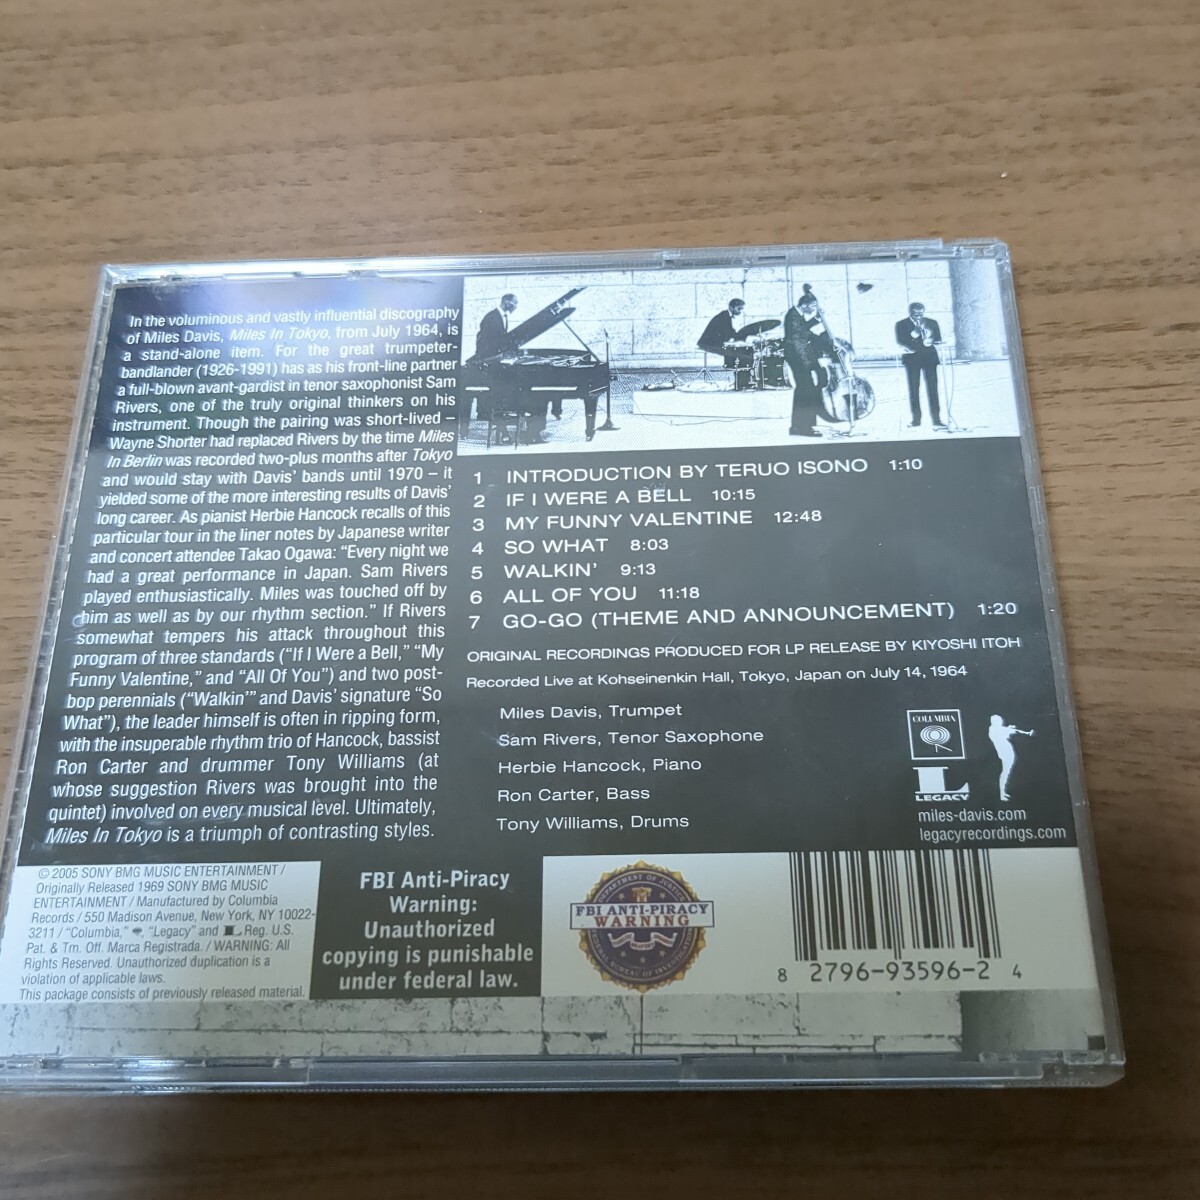 In the voluminous and vastly influential discography
of Miles Davis, Miles In Tokyo, from July 1964, is
a stand-alone item. For the great trumpeter-
bandlander (1926-1991) has as his front-line partner
a full-blown avant-gardist in tenor saxophonist Sam
Rivers, one of the truly original thinkers on his
instrument. Though the pairing was short-lived –
Wayne Shorter had replaced Rivers by the time Miles
In Berlin was recorded two-plus months after Tokyo
and would stay with Davis' bands until 1970 – it
yielded some of the more interesting results of Davis'
long career. As pianist Herbie Hancock recalls of this
particular tour in the liner notes by Japanese writer
and concert attendee Takao Ogawa: "Every night we
had a great performance in Japan. Sam Rivers
played enthusiastically. Miles was touched off by
him as well as by our rhythm section." If Rivers
somewhat tempers his attack throughout this
program of three standards ("If I Were a Bell," "My
Funny Valentine," and "All Of You") and two post-
bop perennials ("Walkin'" and Davis' signature "So
What"), the leader himself is often in ripping form,
with the insuperable rhythm trio of Hancock, bassist
Ron Carter and drummer Tony Williams (at
whose suggestion Rivers was brought into the
quintet) involved on every musical level. Ultimately,
Miles In Tokyo is a triumph of contrasting styles.
1 INTRODUCTION BY TERUO ISONO 1:10
2 IF I WERE A BELL 10:15
3 MY FUNNY VALENTINE 12:48
4 SO WHAT 8:03
5 WALKIN' 9:13
6 ALL OF YOU 11:18
7 GO-GO (THEME AND ANNOUNCEMENT) 1:20
ORIGINAL RECORDINGS PRODUCED FOR LP RELEASE BY KIYOSHI ITOH
Recorded Live at Kohseinenkin Hall, Tokyo, Japan on July 14, 1964
Miles Davis, Trumpet
Sam Rivers, Tenor Saxophone
Herbie Hancock, Piano
Ron Carter, Bass
Tony Williams, Drums
COLUMBIA
L
LEGACY
miles-davis.com
legacyrecordings.com
© 2005 SONY BMG MUSIC ENTERTAINMENT /
Originally Released 1969 SONY BMG MUSIC
ENTERTAINMENT / Manufactured by Columbia
Records / 550 Madison Avenue, New York, NY 10022-
3211 / "Columbia," "Legacy" and L Reg. U.S.
Pat. & Tm. Off. Marca Registrada. / WARNING: All
Rights Reserved. Unauthorized duplication is a
violation of applicable laws.
This package consists of previously released material.
FBI Anti-Piracy
Warning:
Unauthorized
copying is punishable
under federal law.
DEPARTMENT OF JUSTICE
FBI ANTI-PIRACY
WARNING
FEDERAL BUREAU OF INVESTIGATION
8 2796-93596-2 4